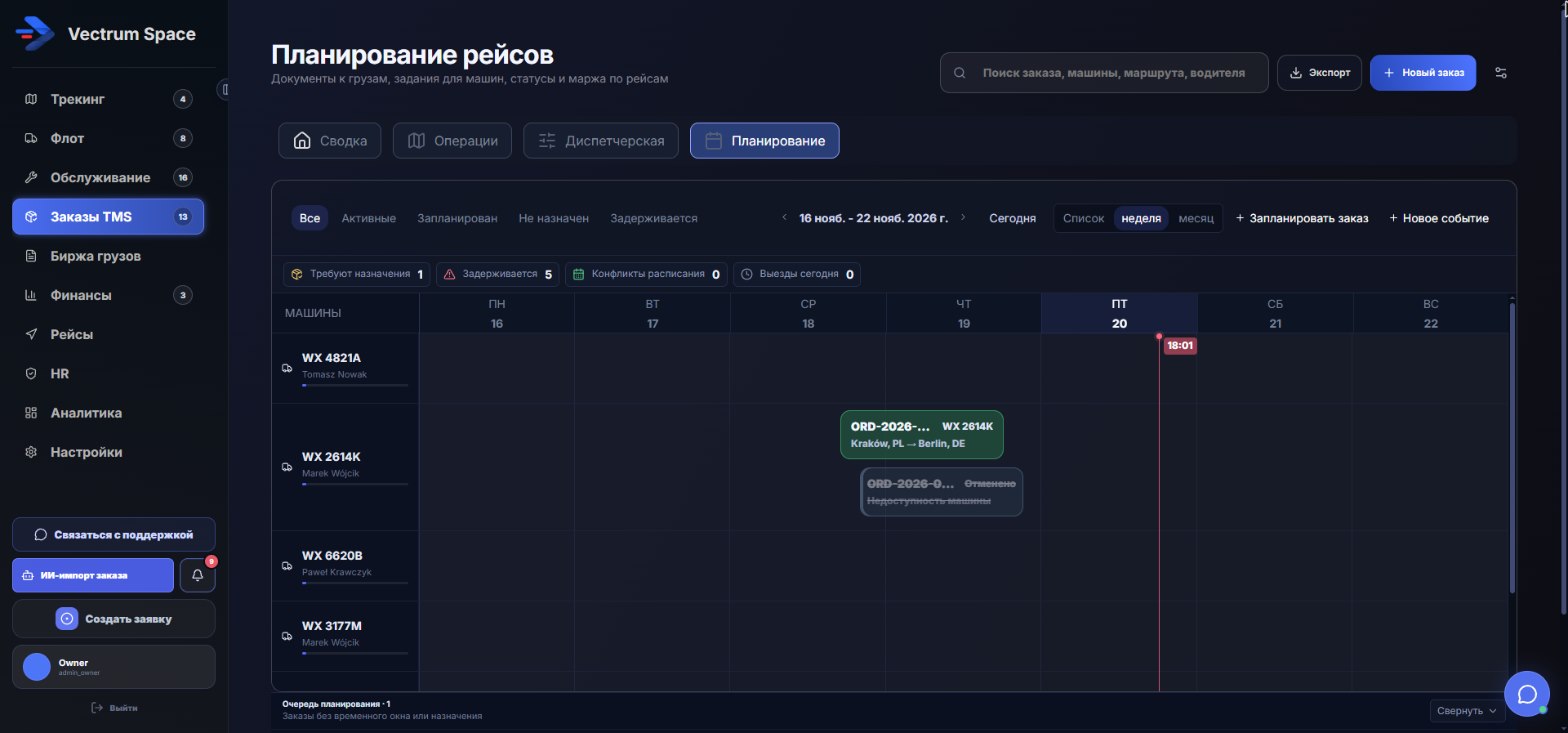 Vectrum Space
Трекинг 4
Флот 8
Обслуживание 16
Заказы TMS 13
Биржа грузов
Финансы 3
Рейсы
HR
Аналитика
Настройки
Связаться с поддержкой
ИИ-импорт заказа
9
Создать заявку
Owner
admin_owner
Выйти
Планирование рейсов
Документы к грузам, задания для машин, статусы и маржа по рейсам
Поиск заказа, машины, маршрута, водителя
Экспорт
+ Новый заказ
Сводка
Операции
Диспетчерская
Планирование
Все Активные Запланирован Не назначен Задерживается
16 нояб. - 22 нояб. 2026 г.
Сегодня
Список неделя месяц
+ Запланировать заказ
+ Новое событие
Требуют назначения 1
Задерживается 5
Конфликты расписания 0
Выезды сегодня 0
МАШИНЫ
ПН ВТ СР ЧТ ПТ СБ ВС
16 17 18 19 20 21 22
18:01
WX 4821A
Tomasz Nowak
WX 2614K
Marek Wójcik
ORD-2026-... WX 2614K
Kraków, PL → Berlin, DE
ORD-2026-0... Отменено
Недоступность машины
WX 6620B
Paweł Krawczyk
WX 3177M
Marek Wójcik
Очередь планирования · 1
Заказы без временного окна или назначения
Свернуть